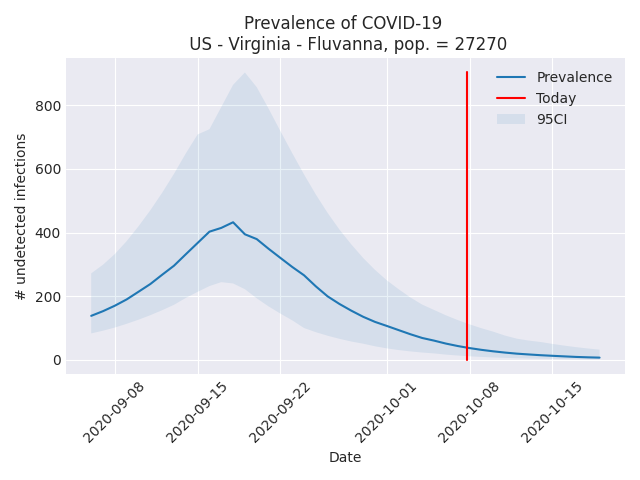 Prevalence of COVID-19
US - Virginia - Fluvanna, pop. = 27270
Prevalence
Today
95CI
# undetected infections
800
600
400
200
0
2020-09-08
2020-09-15
2020-09-22
2020-10-01
2020-10-08
2020-10-15
Date